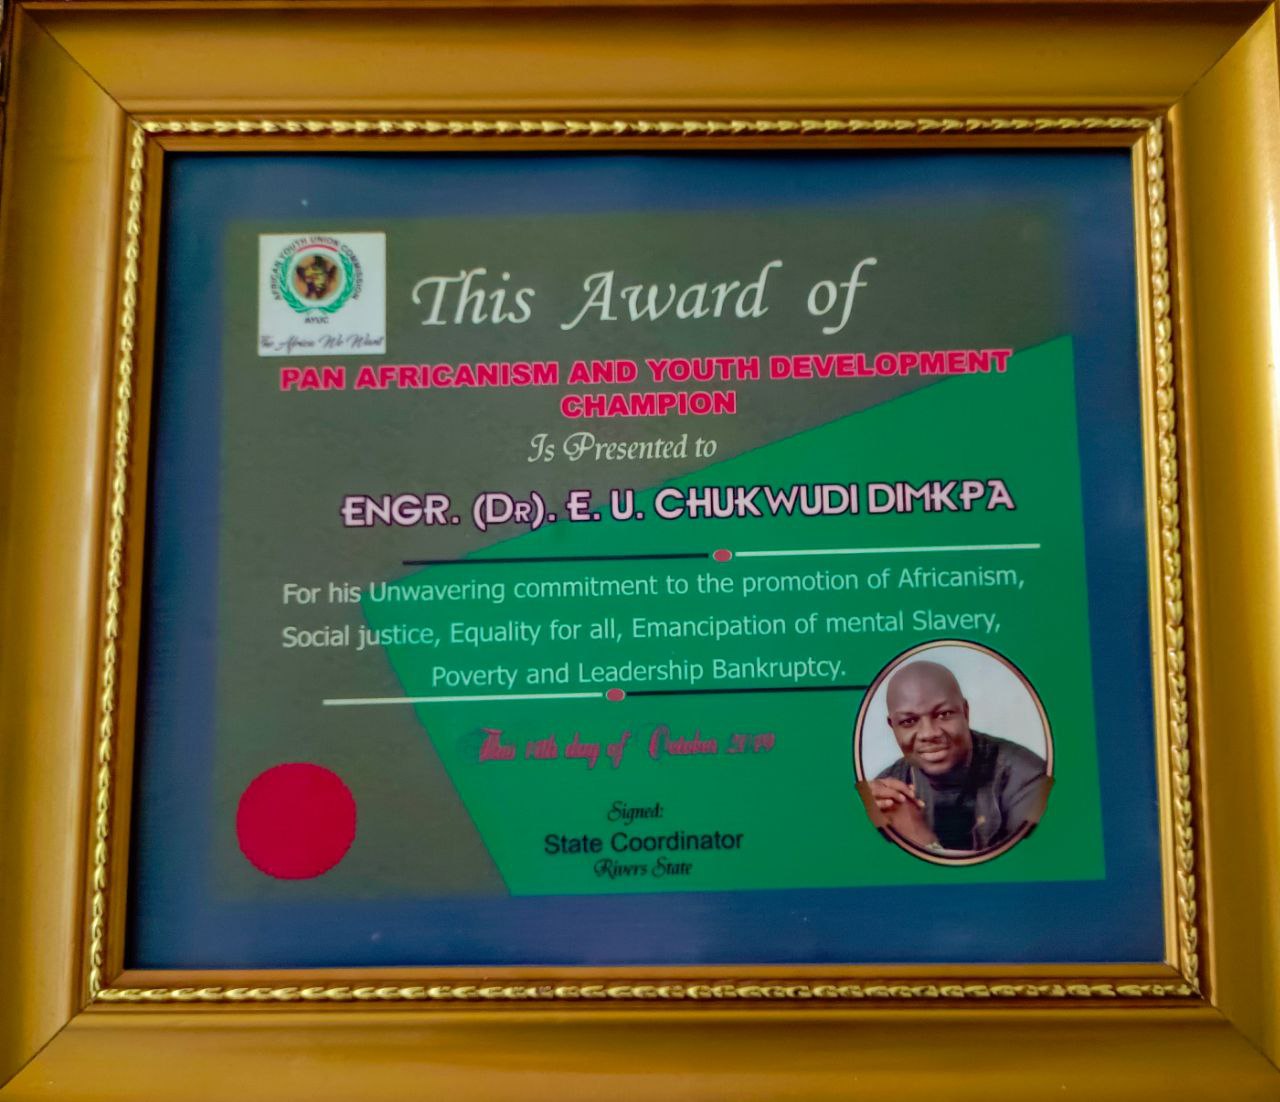 AFRICAN YOUTH UNION COMMISSION
AYUC
The Africa We Want
This Award of
PAN AFRICANISM AND YOUTH DEVELOPMENT
CHAMPION
Is Presented to
ENGR. (DR). E. U. CHUKWUDI DIMKPA
For his Unwavering commitment to the promotion of Africanism,
Social justice, Equality for all, Emancipation of mental Slavery,
Poverty and Leadership Bankruptcy.
This day of October 2019
Signed:
State Coordinator
Rivers State